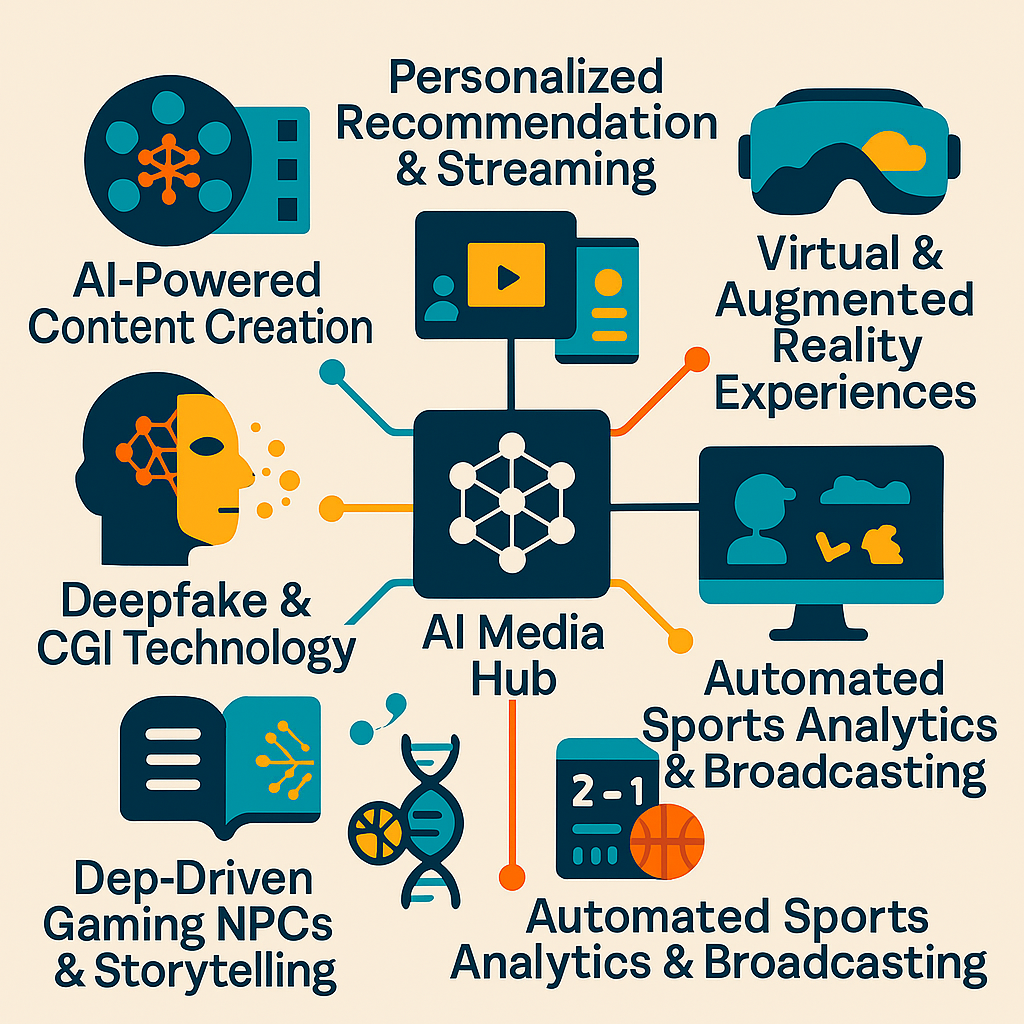 Personalized
Recommendation
& Streaming
AI-Powered
Content Creation
Virtual &
Augmented
Reality
Experiences
Deepfake &
CGI Technology
AI Media
Hub
Automated
Sports Analytics
& Broadcasting
2-1
Dep-Driven
Gaming NPCs
& Storytelling
Automated Sports
Analytics & Broadcasting